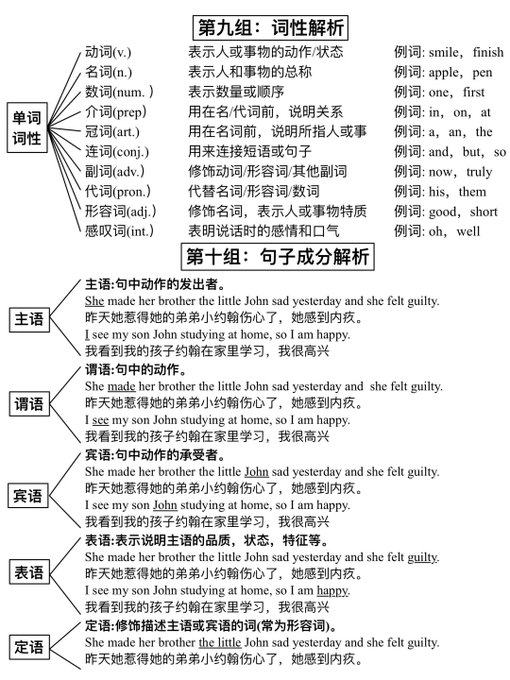 第九组：词性解析
单词
词性
动词(v.) 表示人或事物的动作/状态 例词: smile，finish
名词(n.) 表示人和事物的总称 例词: apple，pen
数词(num. ) 表示数量或顺序 例词: one，first
介词(prep) 用在名/代词前，说明关系 例词: in，on，at
冠词(art.) 用在名词前，说明所指人或事 例词: a，an，the
连词(conj.) 用来连接短语或句子 例词: and，but，so
副词(adv.) 修饰动词/形容词/其他副词 例词: now，truly
代词(pron.) 代替名词/形容词/数词 例词: his，them
形容词(adj.) 修饰名词，表示人或事物特质 例词: good，short
感叹词(int.) 表明说话时的感情和口气 例词: oh，well
第十组：句子成分解析
主语
主语:句中动作的发出者。
She made her brother the little John sad yesterday and she felt guilty.
昨天她惹得她的弟弟小约翰伤心了，她感到内疚。
I see my son John studying at home, so I am happy.
我看到我的孩子约翰在家里学习，我很高兴
谓语
谓语:句中的动作。
She made her brother the little John sad yesterday and she felt guilty.
昨天她惹得她的弟弟小约翰伤心了，她感到内疚。
I see my son John studying at home, so I am happy.
我看到我的孩子约翰在家里学习，我很高兴
宾语
宾语:句中动作的承受者。
She made her brother the little John sad yesterday and she felt guilty.
昨天她惹得她的弟弟小约翰伤心了，她感到内疚。
I see my son John studying at home, so I am happy.
我看到我的孩子约翰在家里学习，我很高兴
表语
表语:表示说明主语的品质，状态，特征等。
She made her brother the little John sad yesterday and she felt guilty.
昨天她惹得她的弟弟小约翰伤心了，她感到内疚。
I see my son John studying at home, so I am happy.
我看到我的孩子约翰在家里学习，我很高兴
定语
定语:修饰描述主语或宾语的词(常为形容词)。
She made her brother the little John sad yesterday and she felt guilty.
昨天她惹得她的弟弟小约翰伤心了，她感到内疚。